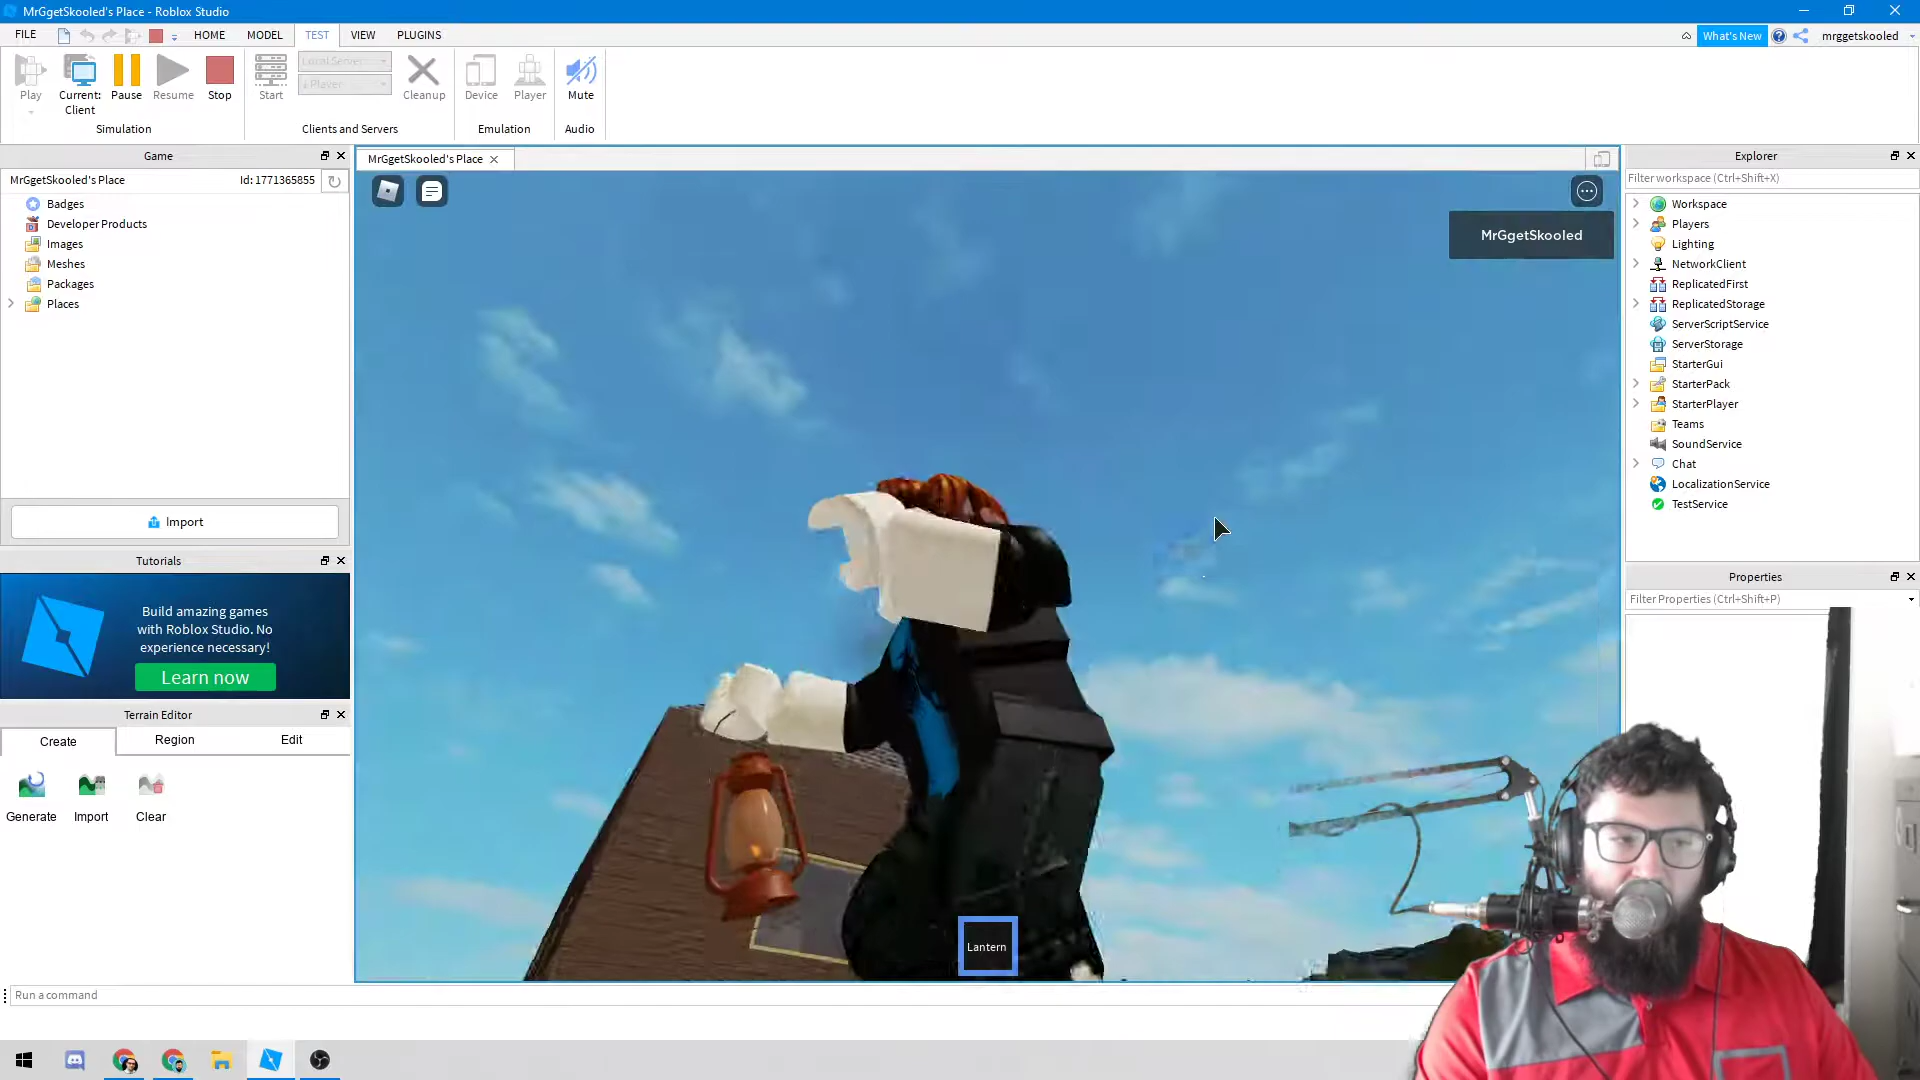 MrGgetSkooled's Place - Roblox Studio
FILE
HOME
MODEL
TEST
VIEW
PLUGINS
What's New
mrggetskooled
Play
Current:
Client
Pause
Resume
Stop
Simulation
Start
Local Server
Player
Cleanup
Clients and Servers
Device
Player
Emulation
Mute
Audio
Game
MrGgetSkooled's Place
Id: 1771365855
Badges
Developer Products
Images
Meshes
Packages
Places
Import
Tutorials
Build amazing games
with Roblox Studio. No
experience necessary!
Learn now
Terrain Editor
Create
Region
Edit
Generate
Import
Clear
MrGgetSkooled's Place
MrGgetSkooled
Lantern
Explorer
Filter workspace (Ctrl+Shift+X)
Workspace
Players
Lighting
NetworkClient
ReplicatedFirst
ReplicatedStorage
ServerScriptService
ServerStorage
StarterGui
StarterPack
StarterPlayer
Teams
SoundService
Chat
LocalizationService
TestService
Properties
Filter Properties (Ctrl+Shift+P)
Run a command